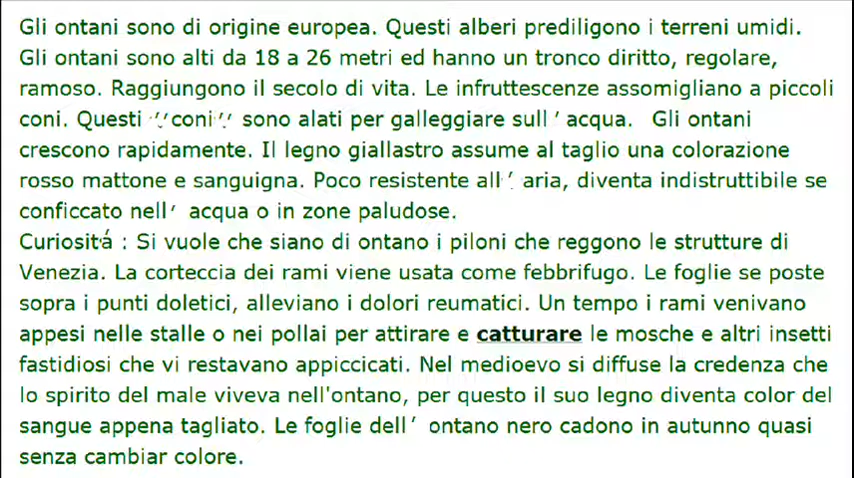 Gli ontani sono di origine europea. Questi alberi prediligono i terreni umidi.
Gli ontani sono alti da 18 a 26 metri ed hanno un tronco diritto, regolare,
ramoso. Raggiungono il secolo di vita. Le infruttescenze assomigliano a piccoli
coni. Questi ''coni'' sono alati per galleggiare sull ' acqua. Gli ontani
crescono rapidamente. Il legno giallastro assume al taglio una colorazione
rosso mattone e sanguigna. Poco resistente all ' aria, diventa indistruttibile se
conficcato nell ' acqua o in zone paludose.
Curiositá : Si vuole che siano di ontano i piloni che reggono le strutture di
Venezia. La corteccia dei rami viene usata come febbrifugo. Le foglie se poste
sopra i punti doletici, alleviano i dolori reumatici. Un tempo i rami venivano
appesi nelle stalle o nei pollai per attirare e catturare le mosche e altri insetti
fastidiosi che vi restavano appiccicati. Nel medioevo si diffuse la credenza che
lo spirito del male viveva nell'ontano, per questo il suo legno diventa color del
sangue appena tagliato. Le foglie dell ' ontano nero cadono in autunno quasi
senza cambiar colore.